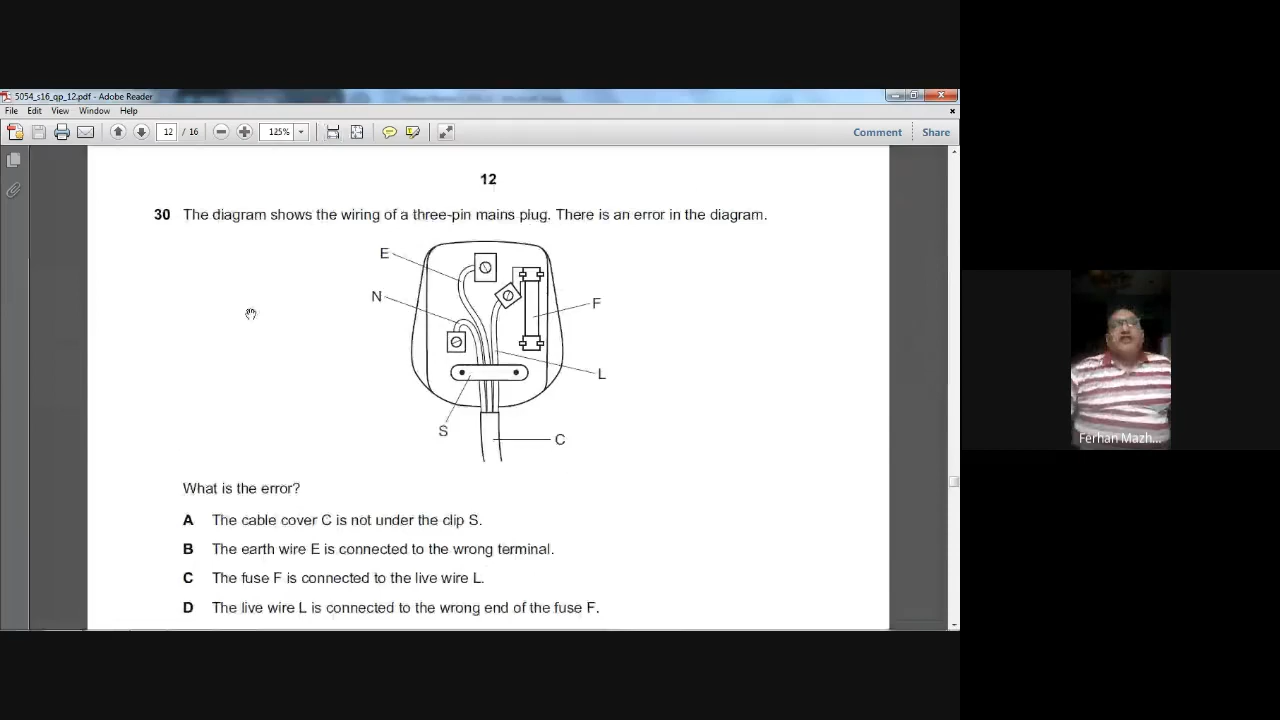 5054_s16_qp_12.pdf - Adobe Reader
File Edit View Window Help
12 / 16 125% Comment Share
12
30 The diagram shows the wiring of a three-pin mains plug. There is an error in the diagram.
E
N
F
L
S
C
What is the error?
A The cable cover C is not under the clip S.
B The earth wire E is connected to the wrong terminal.
C The fuse F is connected to the live wire L.
D The live wire L is connected to the wrong end of the fuse F.
Ferhan Mazh...